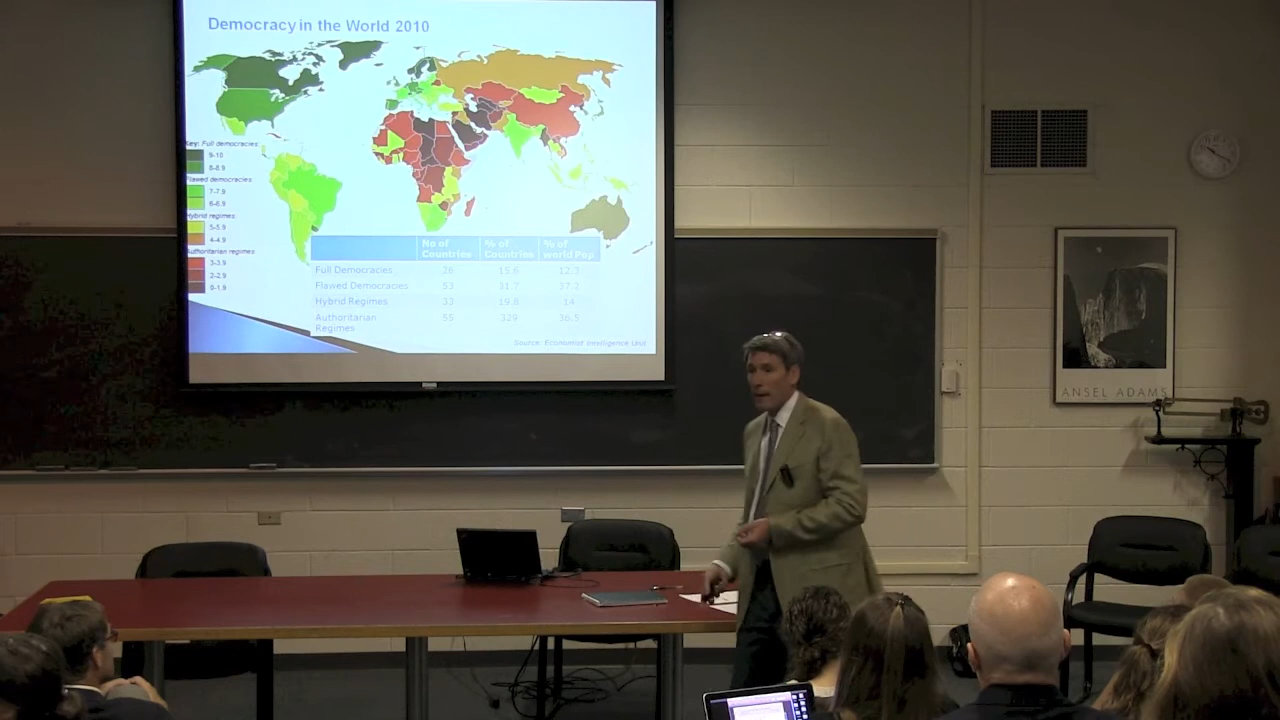 Democracy in the World 2010
Key: Full democracies
9-10
8-8.9
Flawed democracies
7-7.9
6-6.9
Hybrid regimes
5-5.9
4-4.9
Authoritarian regimes
3-3.9
2-2.9
0-1.9
No of Countries % of Countries % of world Pop
Full Democracies 26 15.6 12.3
Flawed Democracies 53 31.7 37.2
Hybrid Regimes 33 19.8 14
Authoritarian Regimes 55 329 36.5
Source: Economist Intelligence Unit
ANSEL ADAMS